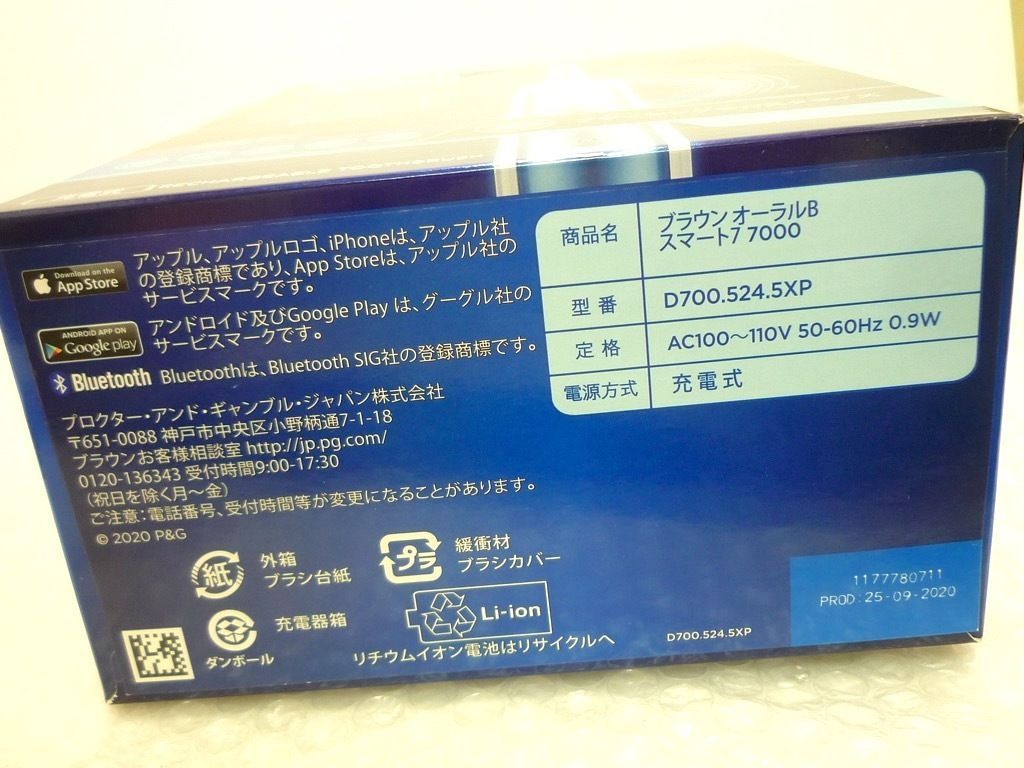 RECHARGEABLE TOOTHBRUSH
Download on the
App Store
アップル、アップルロゴ、iPhoneは、アップル社
の登録商標であり、App Storeは、アップル社の
サービスマークです。
ANDROID APP ON
Google play
アンドロイド及びGoogle Play は、グーグル社の
サービスマークです。
Bluetooth
Bluetoothは、Bluetooth SIG社の登録商標です。
プロクター・アンド・ギャンブル・ジャパン株式会社
〒651-0088 神戸市中央区小野柄通7-1-18
ブラウンお客様相談室 http://jp.pg.com/
0120-136343 受付時間9:00-17:30
(祝日を除く月〜金)
ご注意：電話番号、受付時間等が変更になることがあります。
© 2020 P&G
商品名 ブラウン オーラルB
スマート7 7000
型番 D700.524.5XP
定格 AC100〜110V 50-60Hz 0.9W
電源方式 充電式
紙
外箱
ブラシ台紙
プラ
緩衝材
ブラシカバー
充電器箱
ダンボール
Li-ion
リチウムイオン電池はリサイクルへ
D700.524.5XP
1177780711
PROD:25-09-2020